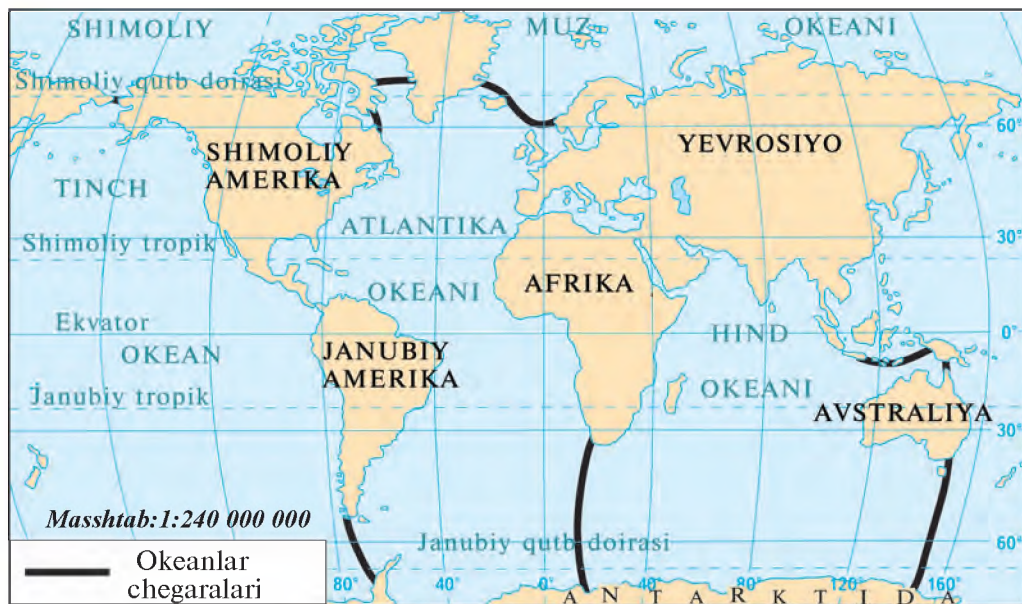 SHIMOLIY MUZ OKEANI
Shimoliy qutb doirasi
60°
SHIMOLIY
AMERIKA
YEVROSIYO
TINCH
ATLANTIKA
Shimoliy tropik
30°
OKEANI
AFRIKA
Ekvator
HIND
0°
OKEAN
JANUBIY
AMERIKA
OKEANI
Janubiy tropik
AVSTRALIYA
30°
Masshtab:1:240 000 000
Janubiy qutb doirasi
60°
Okeanlar
chegaralari
80° 40° 0° 40° 80° 120° 160°
ANTARKTIDA